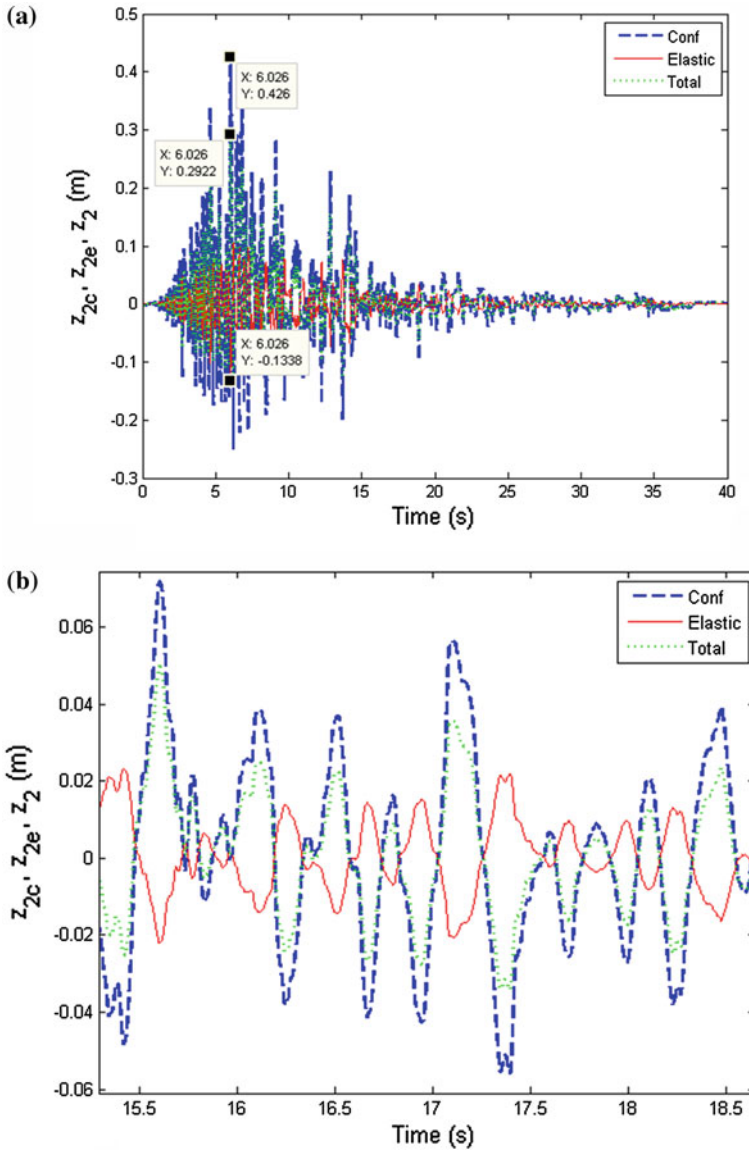 (a)
0.5
0.4
0.3
0.2
0.1
0
-0.1
-0.2
-0.3
z2c, z2e, z2 (m)
Conf
Elastic
Total
X: 6.026
Y: 0.426
X: 6.026
Y: 0.2922
X: 6.026
Y: -0.1338
0 5 10 15 20 25 30 35 40
Time (s)
(b)
0.06
0.04
0.02
0
-0.02
-0.04
-0.06
z2c, z2e, z2 (m)
Conf
Elastic
Total
15.5 16 16.5 17 17.5 18 18.5
Time (s)